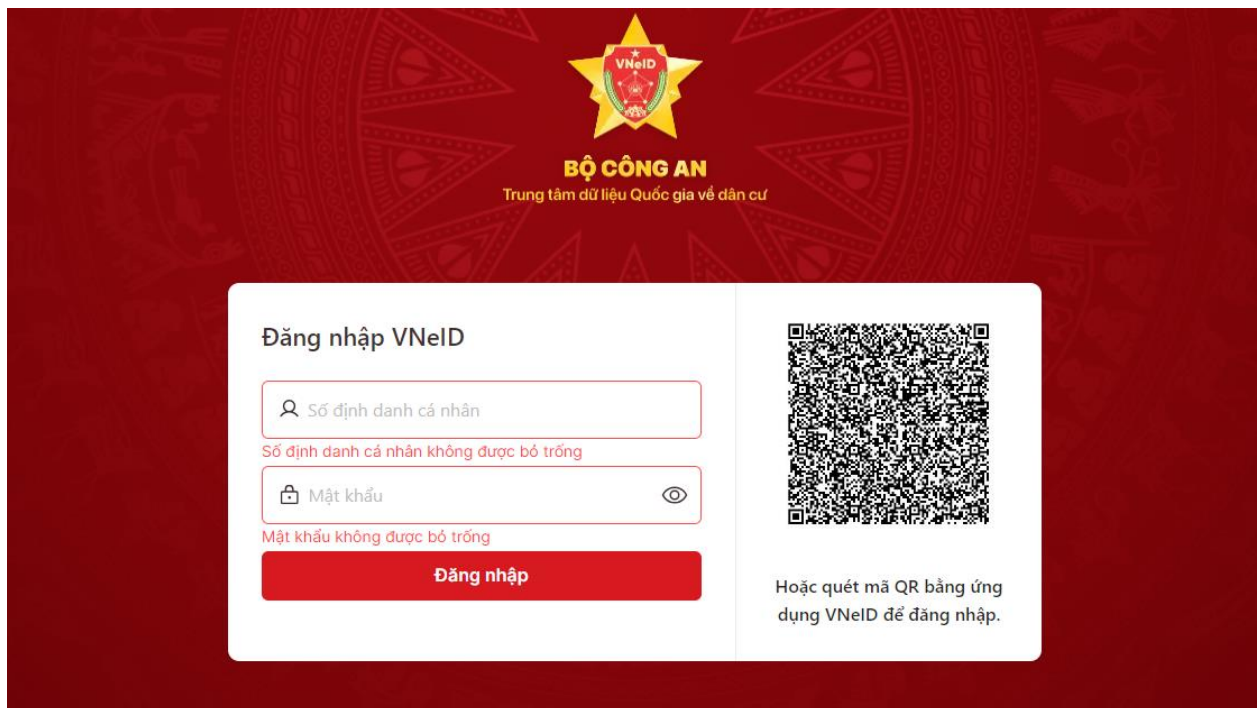 VNeID
BỘ CÔNG AN
Trung tâm dữ liệu Quốc gia về dân cư
Đăng nhập VNeID
Số định danh cá nhân
Số định danh cá nhân không được bỏ trống
Mật khẩu
Mật khẩu không được bỏ trống
Đăng nhập
Hoặc quét mã QR bằng ứng
dụng VNeID để đăng nhập.